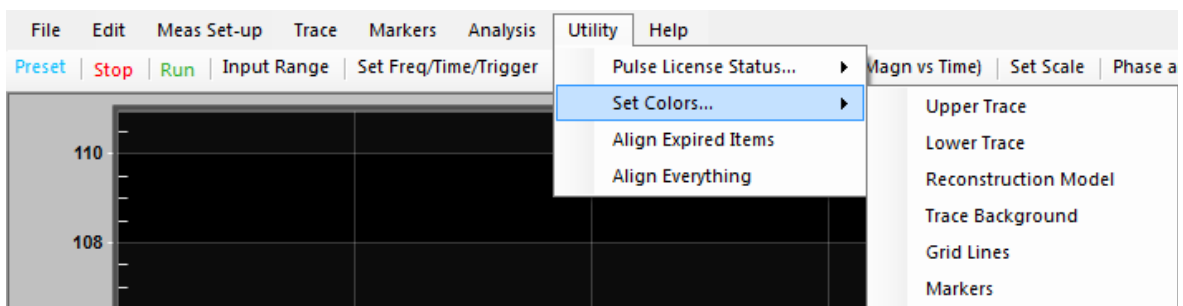 File Edit Meas Set-up Trace Markers Analysis Utility Help
Preset Stop Run Input Range Set Freq/Time/Trigger Magn vs Time) Set Scale Phase a
Pulse License Status...
Set Colors...
Align Expired Items
Align Everything
Upper Trace
Lower Trace
Reconstruction Model
Trace Background
Grid Lines
Markers
110
108